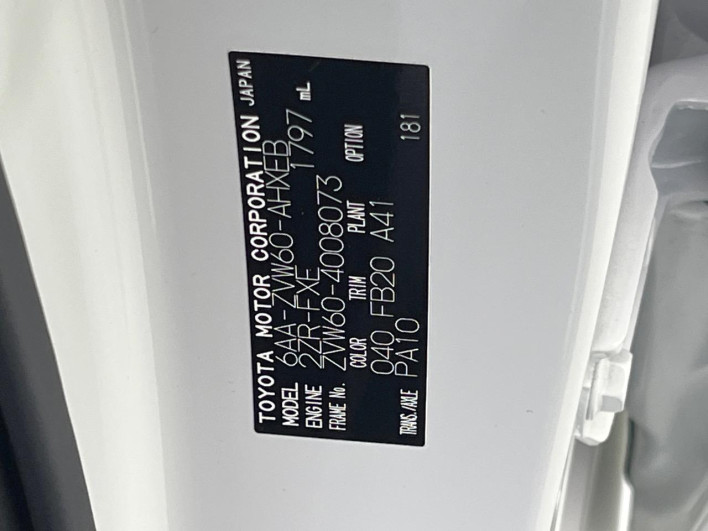 TOYOTA MOTOR CORPORATION JAPAN
MODEL 6AA-ZVW60-AHXEB
ENGINE 2ZR-FXE 1797 mL
FRAME No. ZVW60-4008073
COLOR TRIM PLANT OPTION
040 FB20 A41
TRANS./AXLE PA10 181